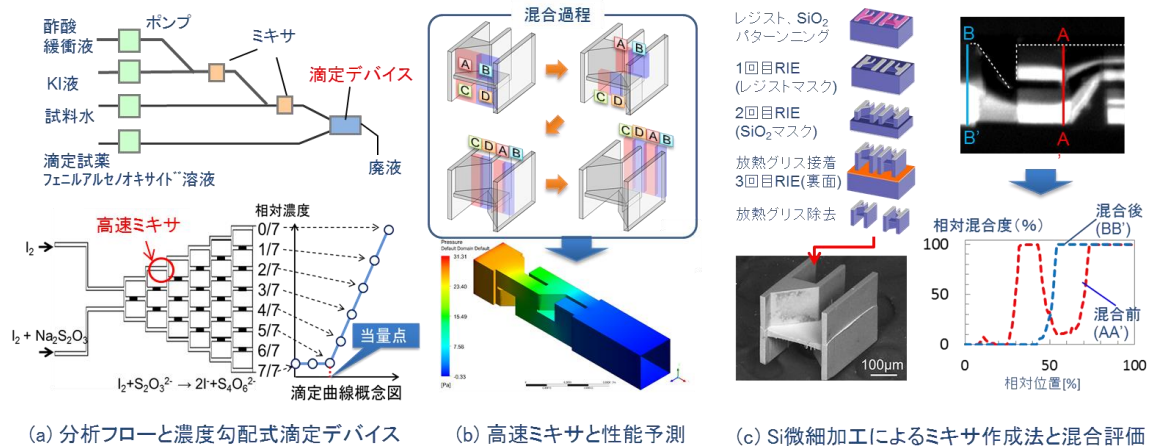 酢酸
緩衝液
ポンプ
ミキサ
KI液
滴定デバイス
試料水
滴定試薬
フェニルアルセノオキサイド溶液
廃液
高速ミキサ
I2
I2 + Na2S2O3
相対濃度
0/7
1/7
2/7
3/7
4/7
5/7
6/7
7/7
当量点
I2+S2O3²⁻ → 2I⁻+S4O6²⁻
滴定曲線概念図
(a) 分析フローと濃度勾配式滴定デバイス
混合過程
A B
C D
A B
C D
C D A B
C D A B
Pressure
Default Domain Default
31.31
23.40
15.49
7.56
-0.33
[Pa]
(b) 高速ミキサと性能予測
レジスト、SiO2
パターンニング
1回目RIE
(レジストマスク)
2回目RIE
(SiO2マスク)
放熱グリス接着
3回目RIE(裏面)
放熱グリス除去
100μm
B
A
B'
A'
相対混合度(%)
混合後
(BB')
100
50
0
混合前
(AA')
0
50
100
相対位置[%]
(c) Si微細加工によるミキサ作成法と混合評価